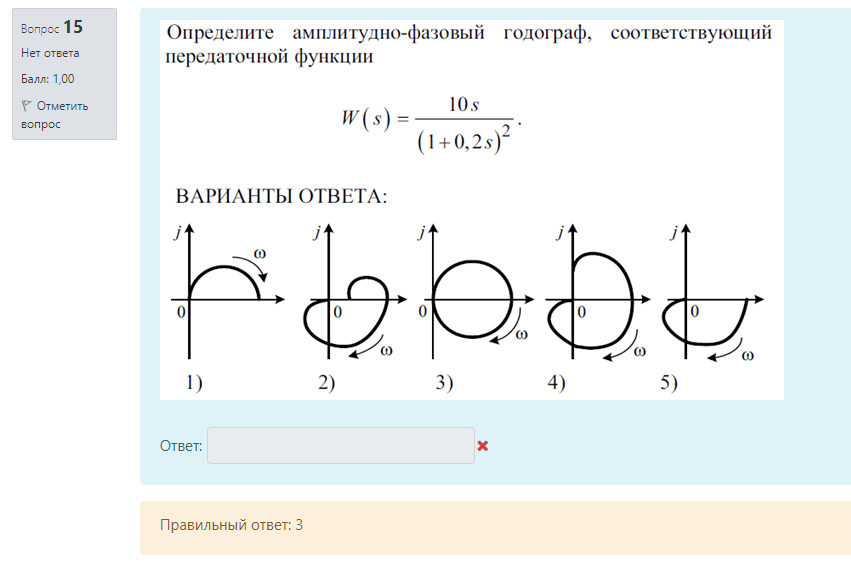 Вопрос 15
Нет ответа
Балл: 1,00
Отметить
вопрос
Определите амплитудно-фазовый годограф, соответствующий
передаточной функции
W(s) = 10s / (1+0,2s)².
ВАРИАНТЫ ОТВЕТА:
j j j j j
ω
0 0 0 0 0
ω ω ω ω
1) 2) 3) 4) 5)
Ответ:
Правильный ответ: 3